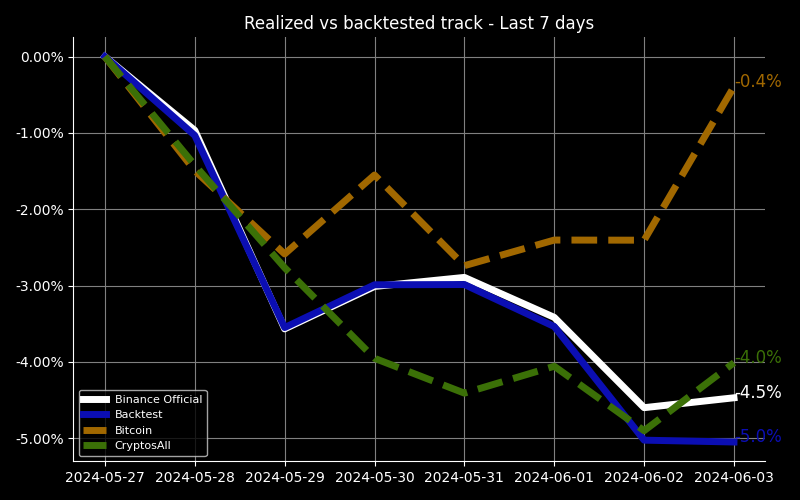 Realized vs backtested track - Last 7 days
0.00%
-1.00%
-2.00%
-3.00%
-4.00%
-5.00%
-0.4%
-4.0%
-4.5%
-5.0%
Binance Official
Backtest
Bitcoin
CryptosAll
2024-05-27 2024-05-28 2024-05-29 2024-05-30 2024-05-31 2024-06-01 2024-06-02 2024-06-03